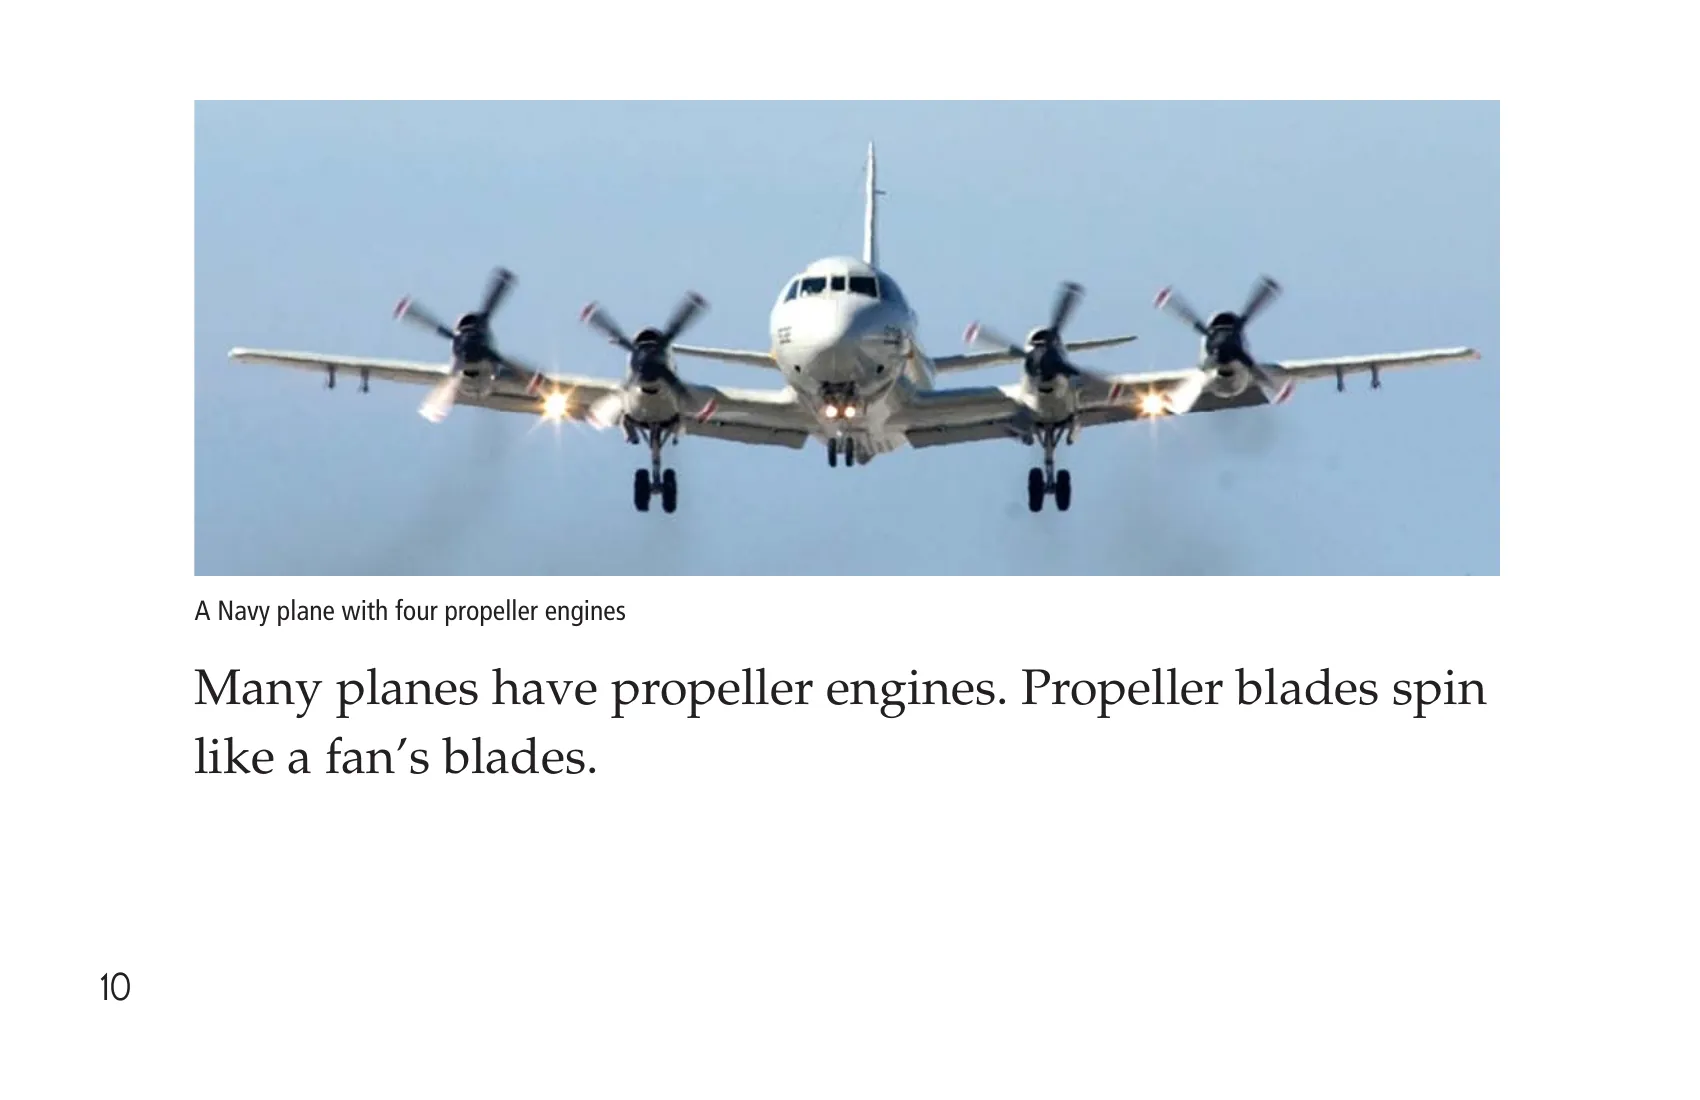 A Navy plane with four propeller engines
Many planes have propeller engines. Propeller blades spin
like a fan’s blades.
10